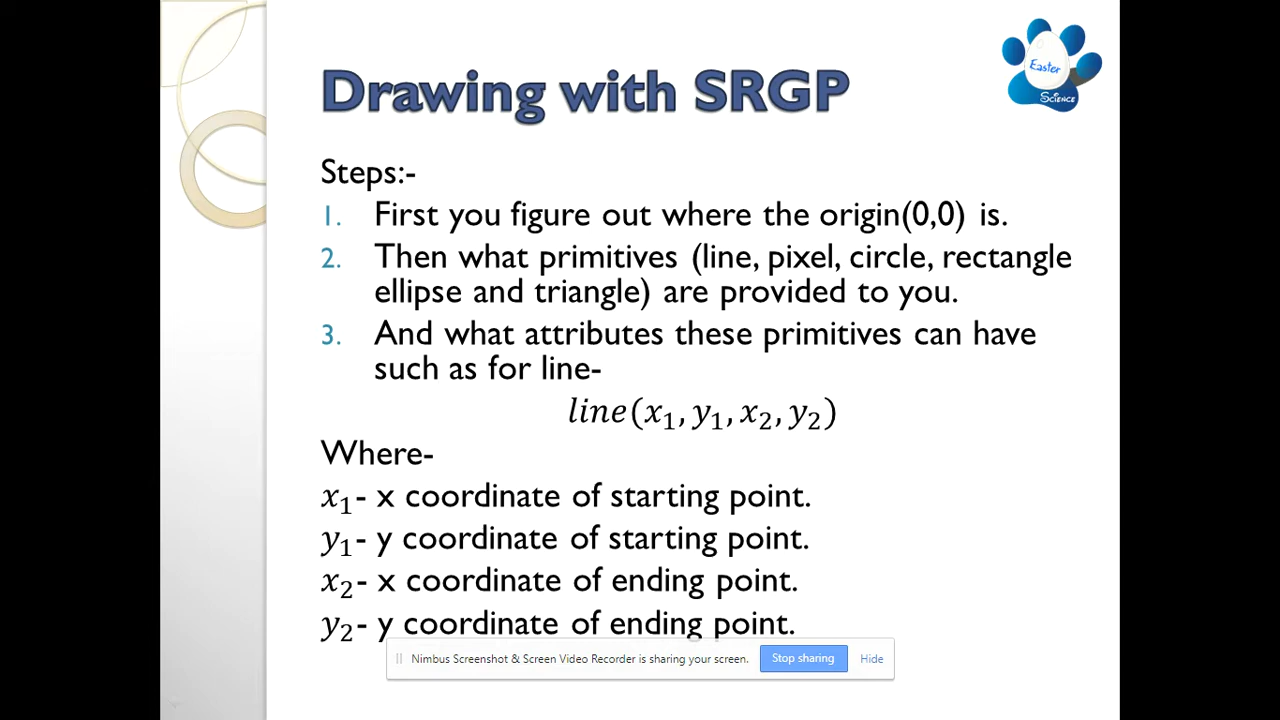 Easter
Science
Drawing with SRGP
Steps:-
1. First you figure out where the origin(0,0) is.
2. Then what primitives (line, pixel, circle, rectangle
ellipse and triangle) are provided to you.
3. And what attributes these primitives can have
such as for line-
line(x₁, y₁, x₂, y₂)
Where-
x₁- x coordinate of starting point.
y₁- y coordinate of starting point.
x₂- x coordinate of ending point.
y₂- y coordinate of ending point.
Nimbus Screenshot & Screen Video Recorder is sharing your screen. Stop sharing Hide